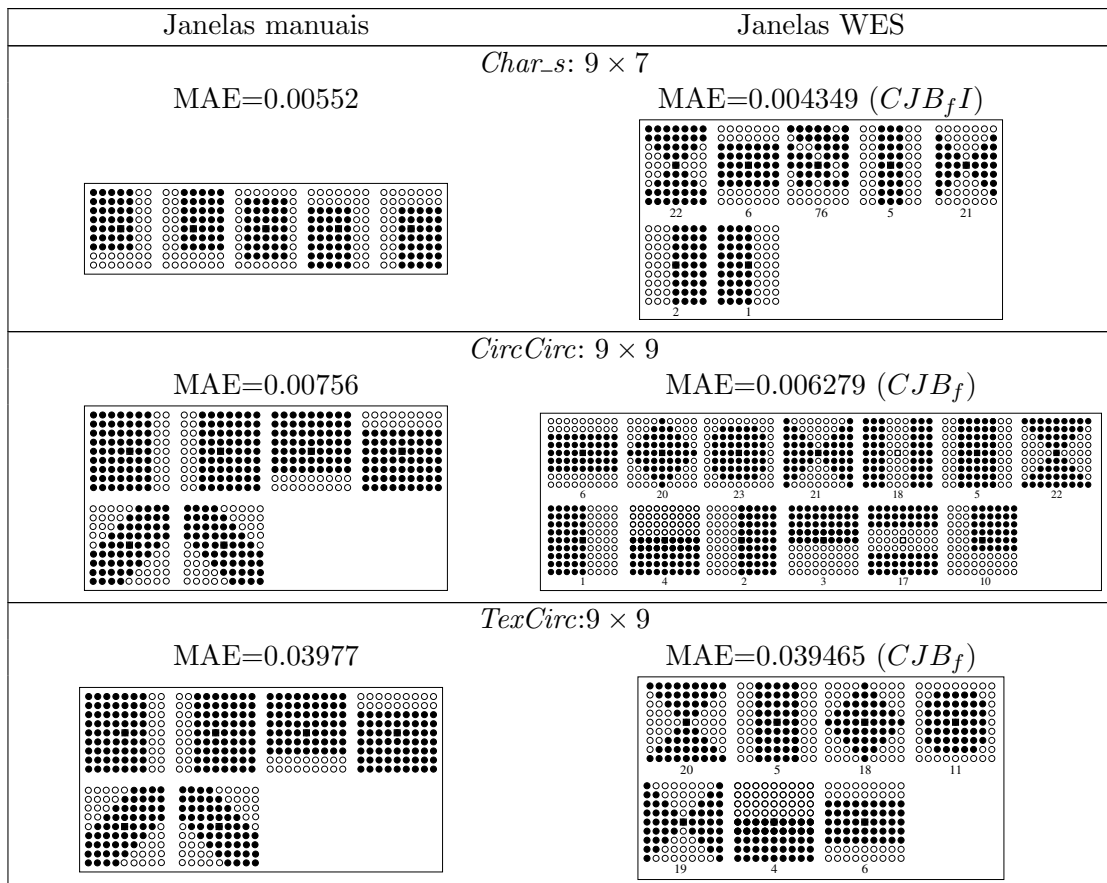 Janelas manuais Janelas WES
Char_s: 9 × 7
MAE=0.00552 MAE=0.004349 (CJB_f I)
22 6 76 5 21
2 1
CircCirc: 9 × 9
MAE=0.00756 MAE=0.006279 (CJB_f)
6 20 23 21 18 5 22
1 4 2 3 17 10
TexCirc:9 × 9
MAE=0.03977 MAE=0.039465 (CJB_f)
20 5 18 11
19 4 6